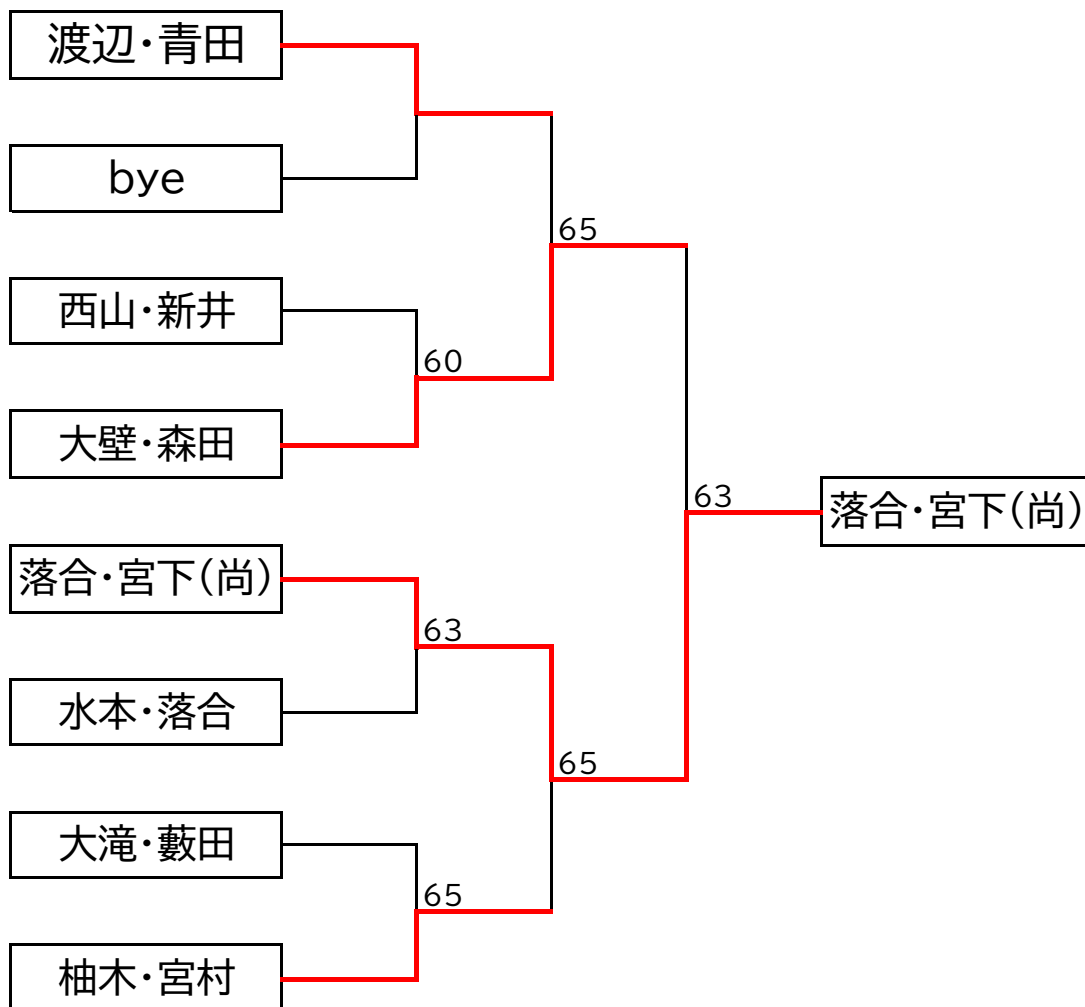 渡辺・青田
bye
65
西山・新井
60
大壁・森田
63
落合・宮下(尚)
落合・宮下(尚)
63
水本・落合
65
大滝・藪田
65
柚木・宮村